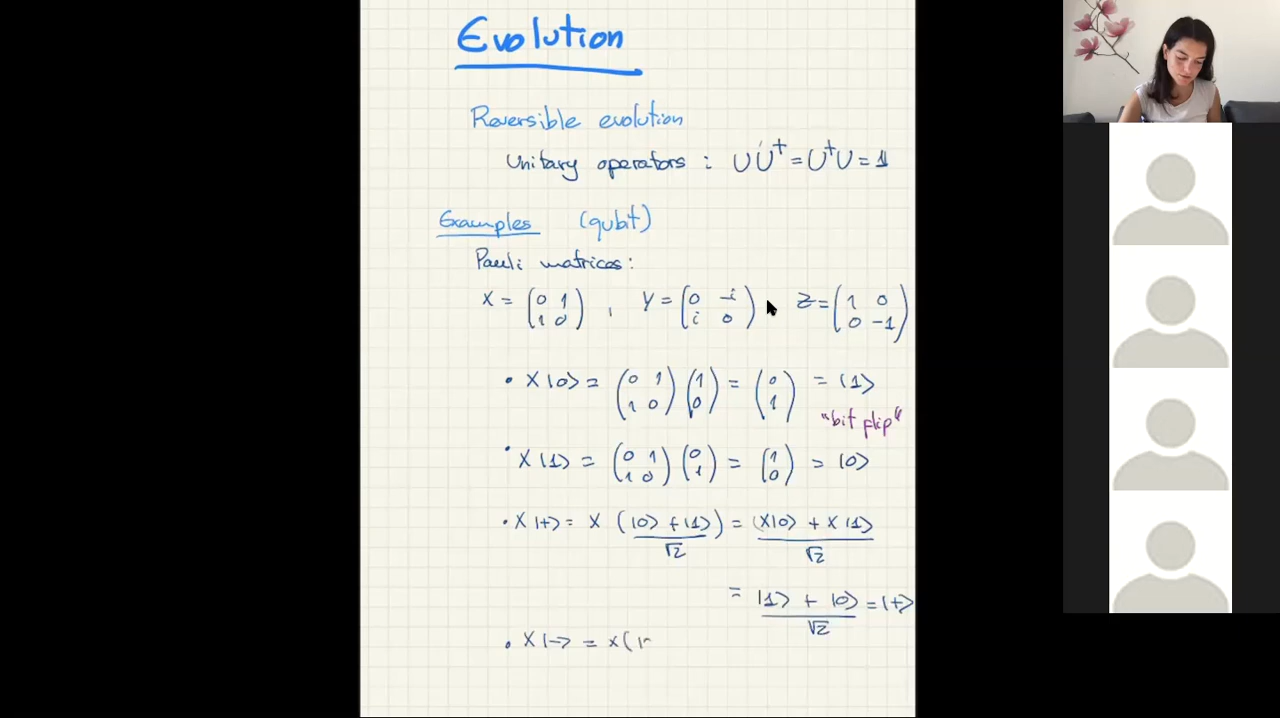 Evolution
Reversible evolution
Unitary operators : UU† = U†U = 1
Examples (qubit)
Pauli matrices:
X = (0 1
1 0) , Y = (0 -i
i 0) Z = (1 0
0 -1)
• X|0> = (0 1
1 0) (1
0) = (0
1) = |1>
"bit flip"
• X|1> = (0 1
1 0) (0
1) = (1
0) = |0>
• X|+> = X (|0> + |1>)/√2 = (X|0> + X|1>/√2
= |1> + |0>/√2 = |+>
• X|-> = X(|